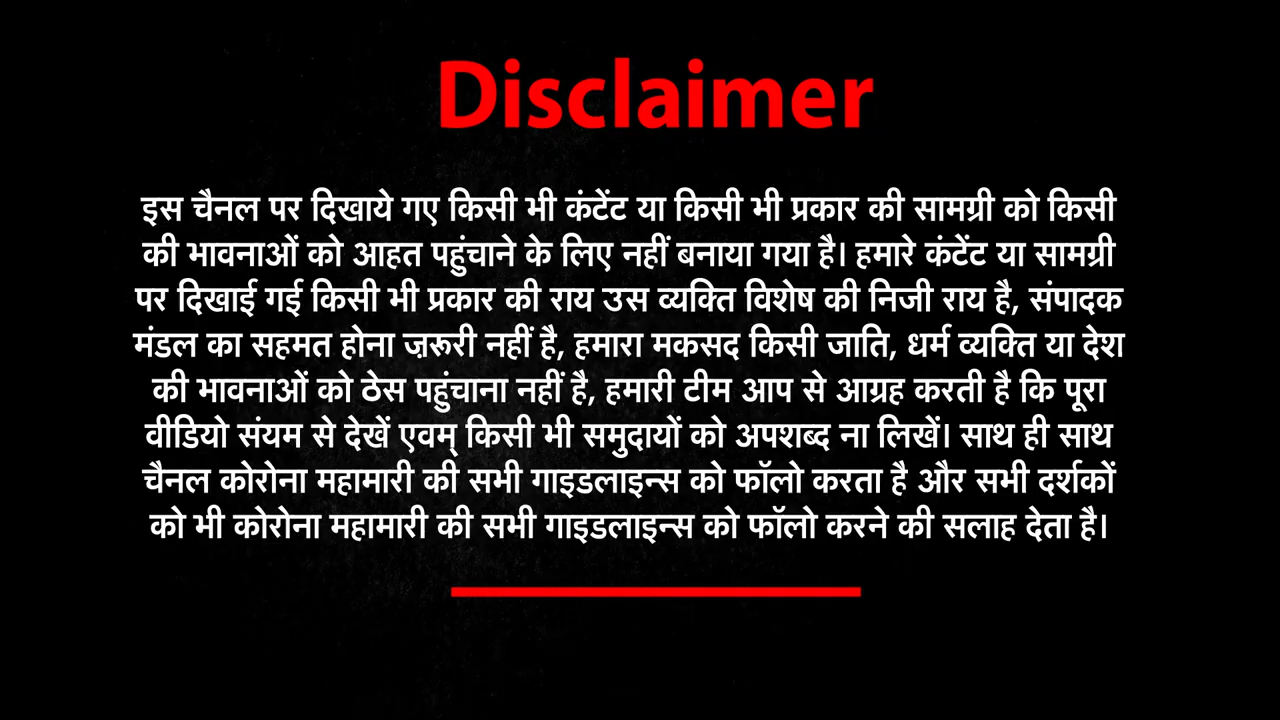 Disclaimer
इस चैनल पर दिखाये गए किसी भी कंटेंट या किसी भी प्रकार की सामग्री को किसी
की भावनाओं को आहत पहुंचाने के लिए नहीं बनाया गया है। हमारे कंटेंट या सामग्री
पर दिखाई गई किसी भी प्रकार की राय उस व्यक्ति विशेष की निजी राय है, संपादक
मंडल का सहमत होना ज़रूरी नहीं है, हमारा मकसद किसी जाति, धर्म व्यक्ति या देश
की भावनाओं को ठेस पहुंचाना नहीं है, हमारी टीम आप से आग्रह करती है कि पूरा
वीडियो संयम से देखें एवम् किसी भी समुदायों को अपशब्द ना लिखें। साथ ही साथ
चैनल कोरोना महामारी की सभी गाइडलाइन्स को फॉलो करता है और सभी दर्शकों
को भी कोरोना महामारी की सभी गाइडलाइन्स को फॉलो करने की सलाह देता है।